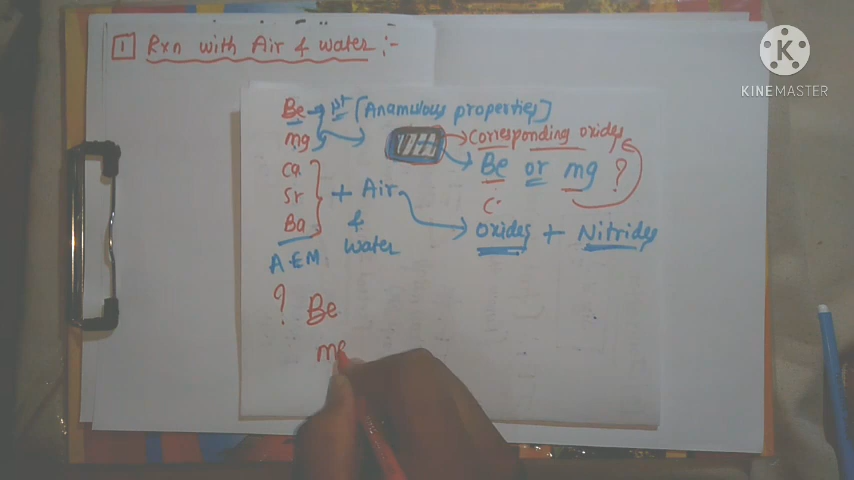 1 Rxn with Air & water :-
KINEMASTER
Be → 1st [Anamulous properties]
mg Corresponding oxides
ca Be or mg ?
Sr + Air
Ba & oxides + Nitrides
AEM water
? Be
mg